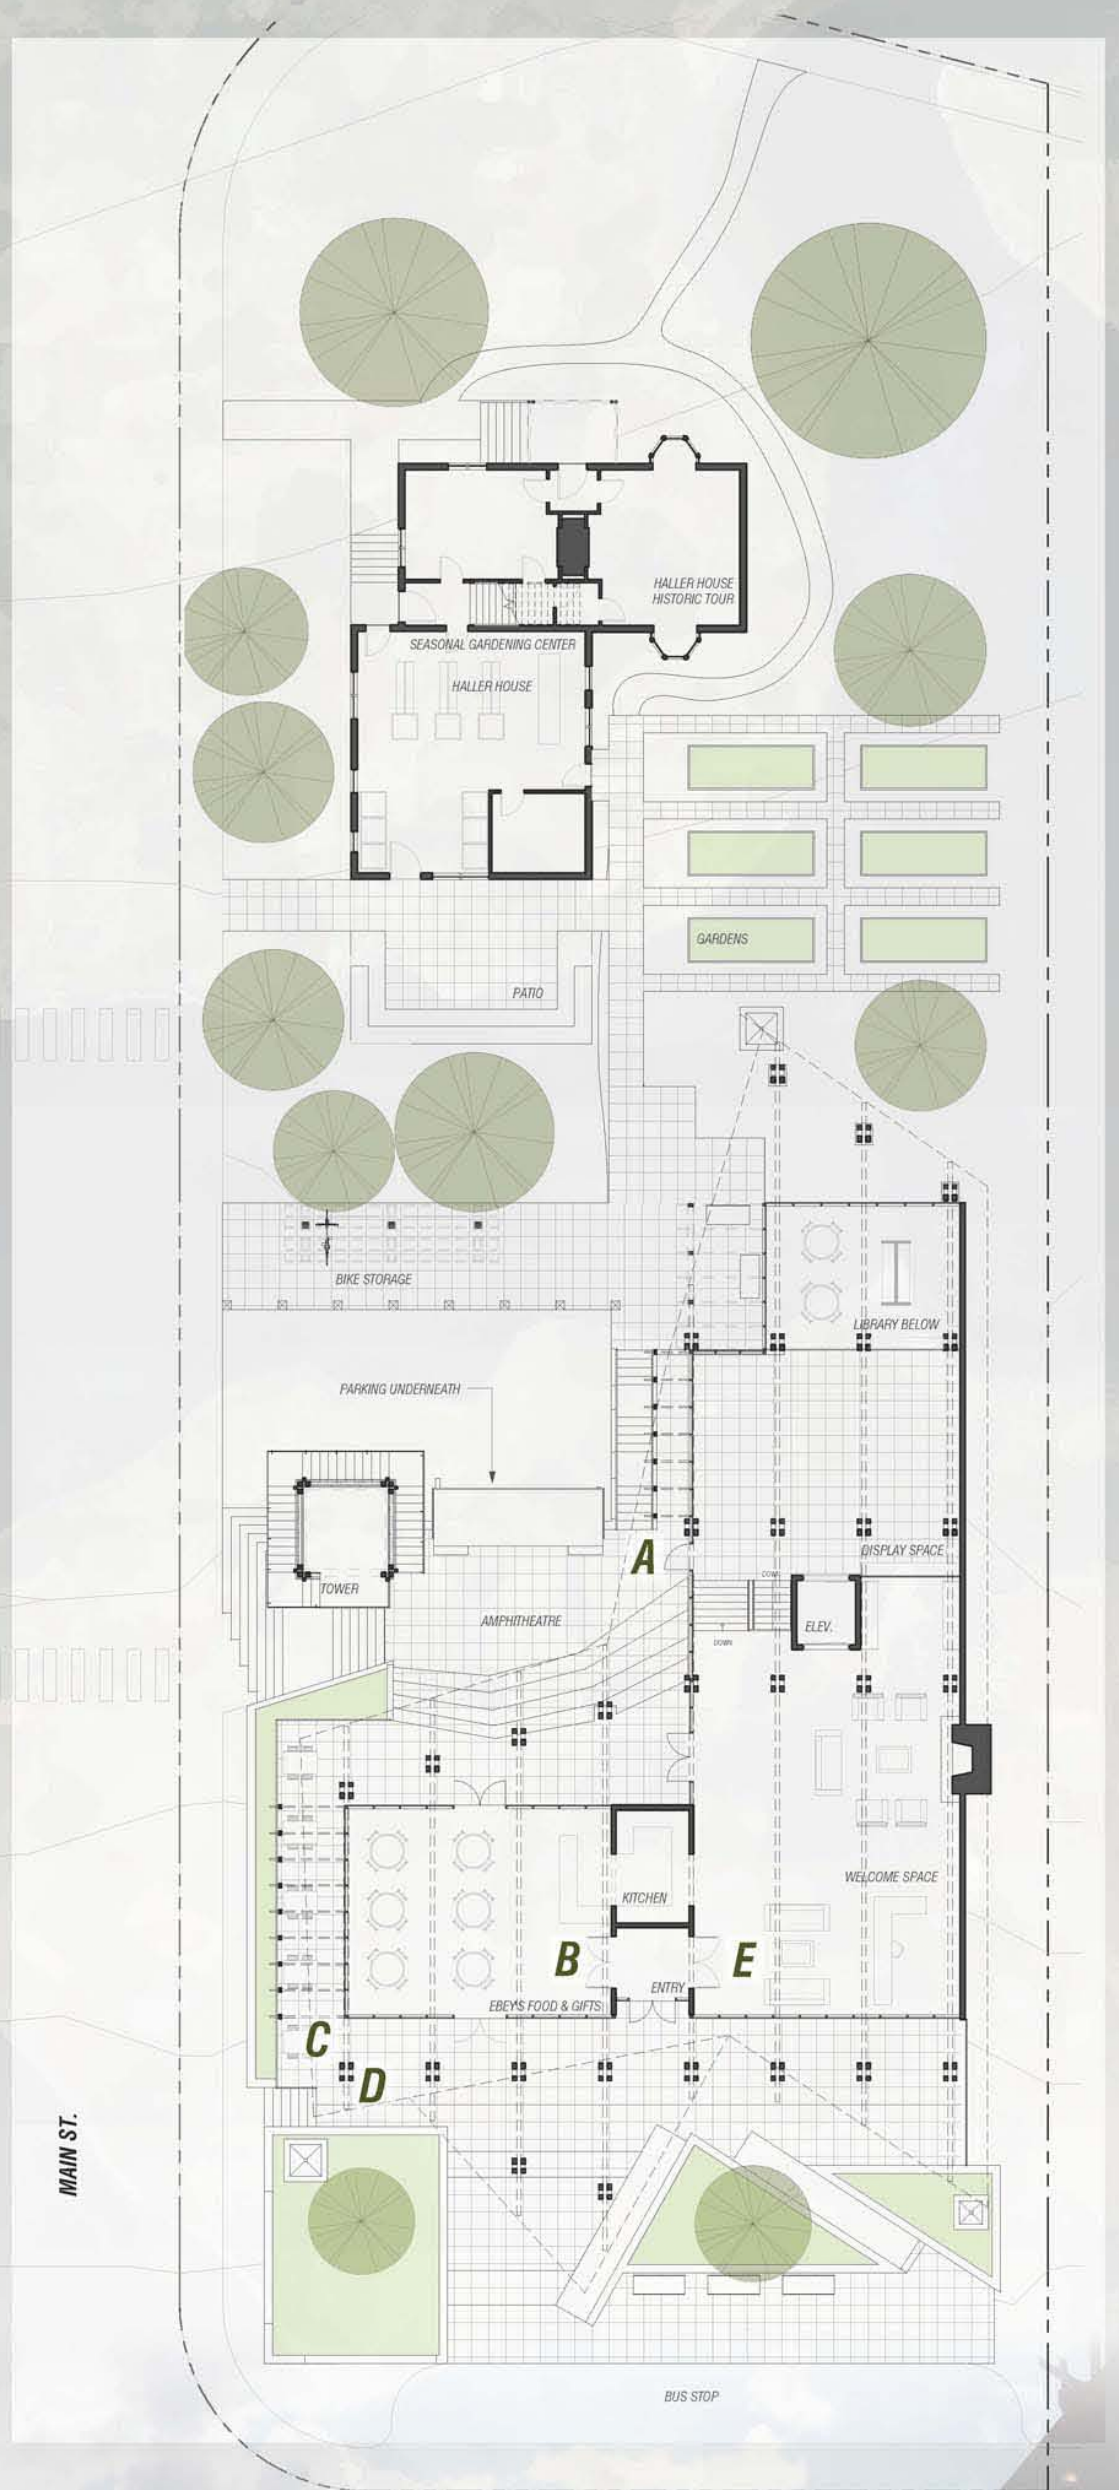 HALLER HOUSE
HISTORIC TOUR
SEASONAL GARDENING CENTER
HALLER HOUSE
GARDENS
PATIO
BIKE STORAGE
LIBRARY BELOW
PARKING UNDERNEATH
A
DISPLAY SPACE
DOWN
TOWER
AMPHITHEATRE
ELEV.
DOWN
WELCOME SPACE
KITCHEN
B
E
ENTRY
EBEY'S FOOD & GIFTS
C
D
MAIN ST.
BUS STOP